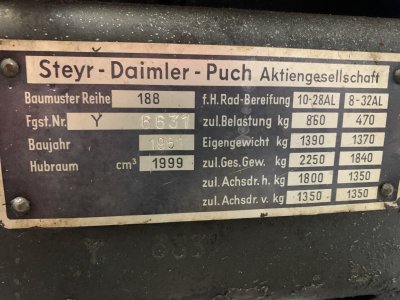 Steyr-Daimler-Puch Aktiengesellschaft
Baumuster Reihe 188 f.H. Rad-Bereifung 10-28AL 8-32AL
Fgst.Nr. Y 6631 zul.Belastung kg 860 470
Baujahr 1961 Eigengewicht kg 1390 1370
Hubraum cm³ 1999 zul.Ges.Gew. kg 2250 1840
zul.Achsdr.h. kg 1800 1350
zul.Achsdr.v. kg 1350 1350